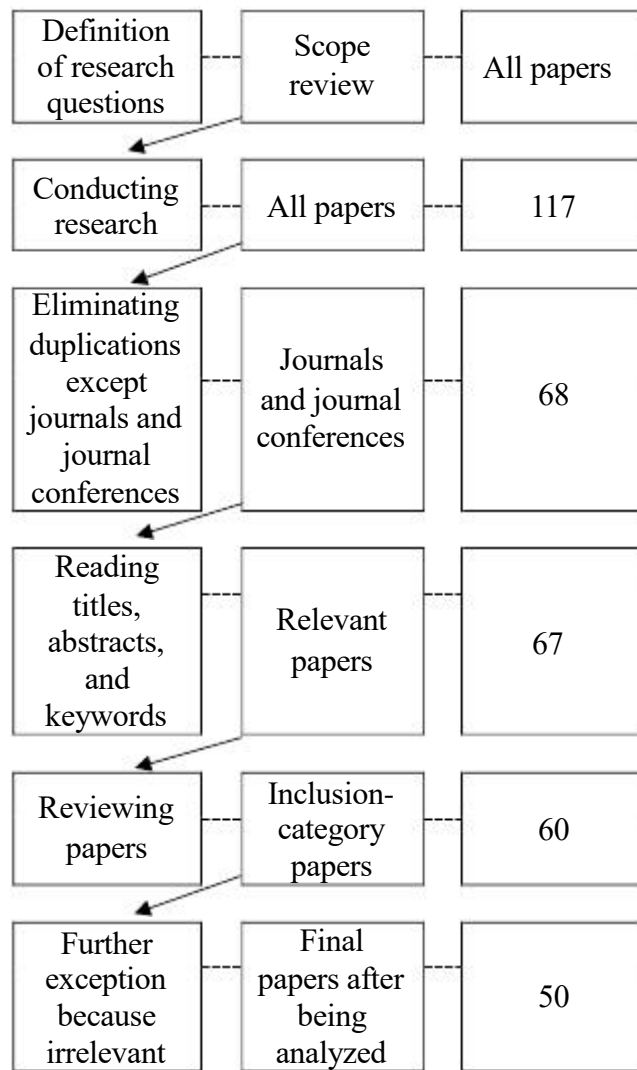 Definition
of research
questions
Scope
review
All papers
Conducting
research
All papers
117
Eliminating
duplications
except
journals and
journal
conferences
Journals
and journal
conferences
68
Reading
titles,
abstracts,
and
keywords
Relevant
papers
67
Reviewing
papers
Inclusion-
category
papers
60
Further
exception
because
irrelevant
Final
papers after
being
analyzed
50